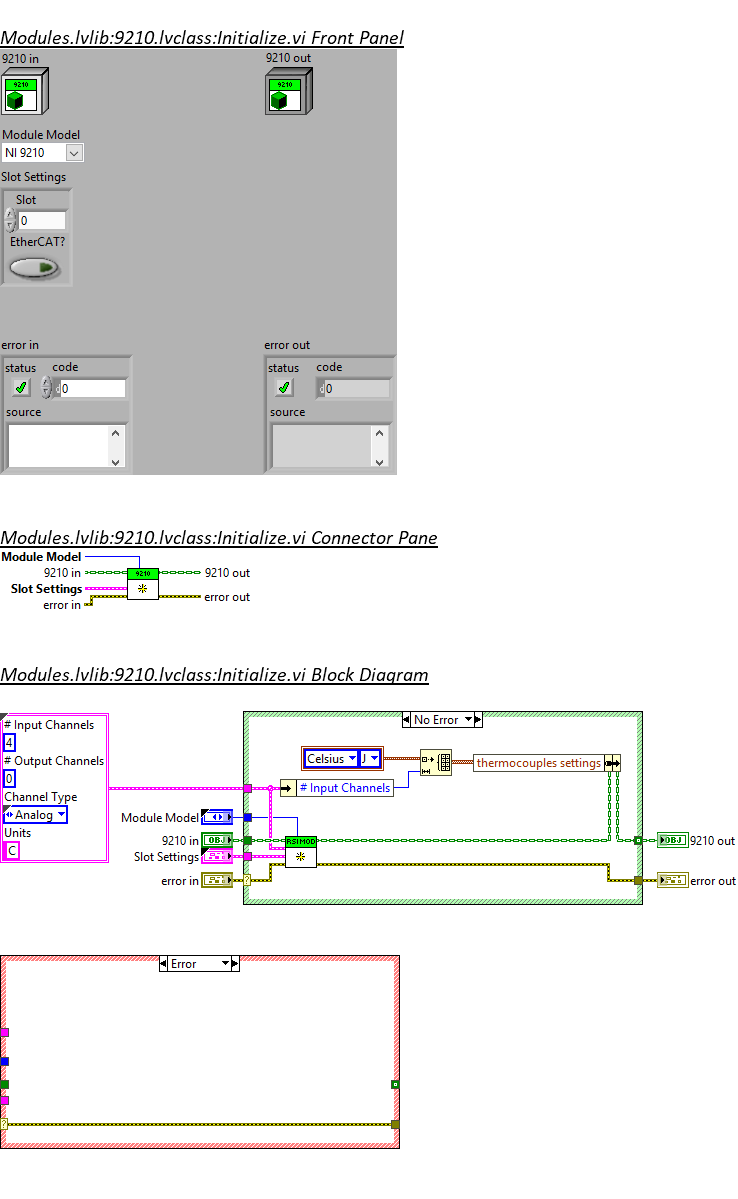 Modules.lvlib:9210.lvclass:Initialize.vi Front Panel
9210 in
9210 out
9210
9210
Module Model
NI 9210
Slot Settings
Slot
0
EtherCAT?
error in
error out
status code
status code
d0
d0
source
source
Modules.lvlib:9210.lvclass:Initialize.vi Connector Pane
Module Model
9210 in
9210
9210 out
Slot Settings
error in
error out
Modules.lvlib:9210.lvclass:Initialize.vi Block Diagram
# Input Channels
4
# Output Channels
0
Channel Type
Analog
Units
C
No Error
Celsius J
thermocouples settings
# Input Channels
Module Model
9210 in
OBJ
RSI MOD
OBJ
9210 out
Slot Settings
error in
?
error out
Error
?